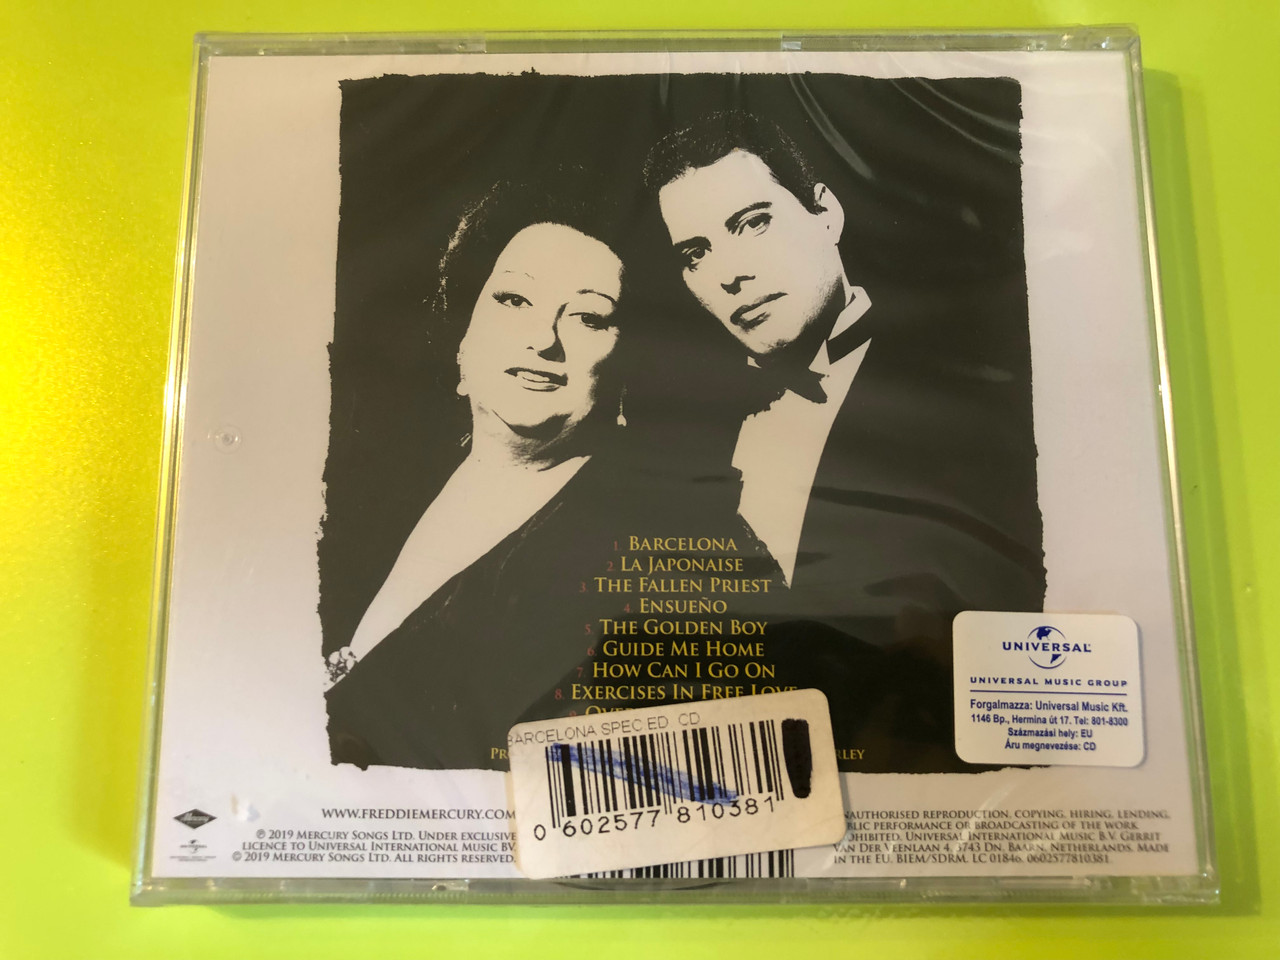 1. Barcelona
2. La Japonaise
3. The Fallen Priest
4. Ensueño
5. The Golden Boy
6. Guide Me Home
7. How Can I Go On
8. Exercises In Free Love
BARCELONA SPEC.ED CD
0 602577 810381
UNIVERSAL
UNIVERSAL MUSIC GROUP
Forgalmazza: Universal Music Kft.
1146 Bp., Hermina út 17. Tel: 801-8300
Származási hely: EU
Áru megnevezése: CD
Mercury
WWW.FREDDIEMERCURY.COM
℗ 2019 Mercury Songs Ltd. Under exclusive
licence to Universal International Music BV.
© 2019 Mercury Songs Ltd. All rights reserved.
reproduction, copying, hiring, lending,
performance or broadcasting of the work
Universal International Music B.V. Gerrit
van der Veenlaan 4, 3743 DN, Baarn, Netherlands. Made
in the EU. BIEM/SDRM. LC 01846. 0602577810381.